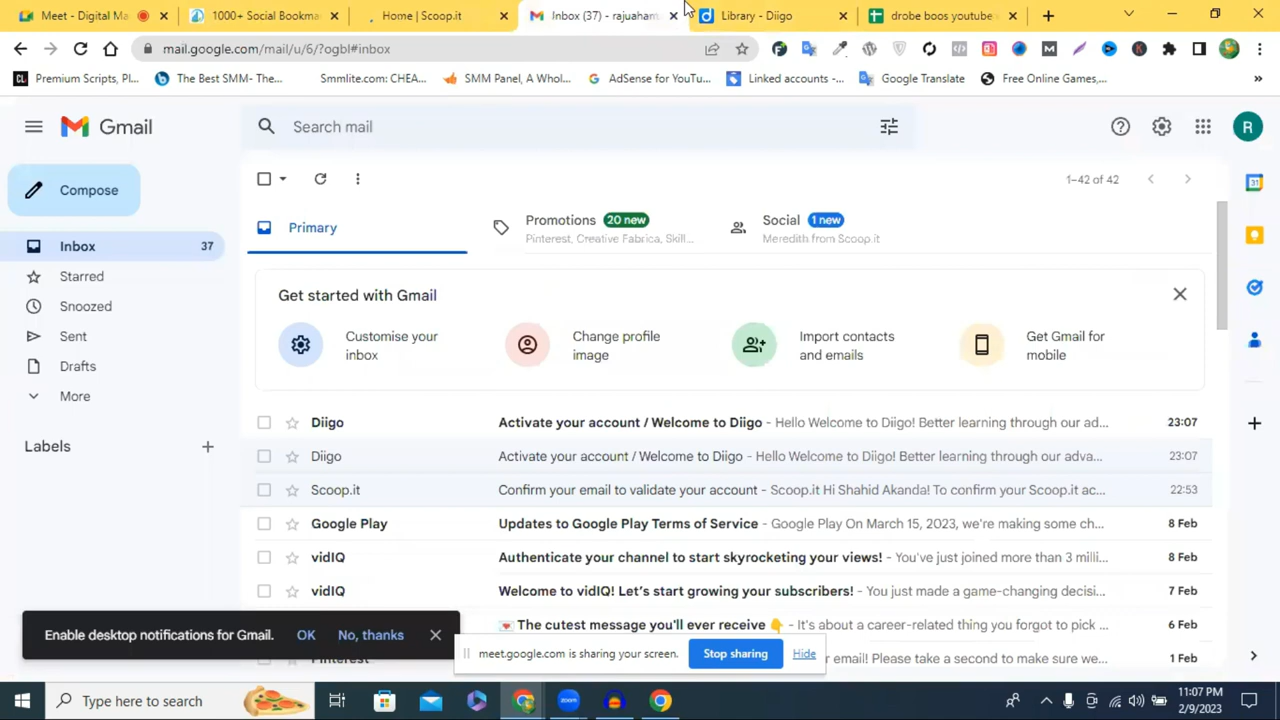 Meet - Digital Ma
1000+ Social Bookma
Home | Scoop.it
Inbox (37) - rajuaham
Library - Diigo
drobe boos youtube
mail.google.com/mail/u/6/?ogbl#inbox
Premium Scripts, Pl...
The Best SMM- The...
Smmlite.com: CHEA...
SMM Panel, A Whol...
AdSense for YouTu...
Linked accounts -...
Google Translate
Free Online Games,...
Gmail
Search mail
R
Compose
1–42 of 42
Primary
Promotions 20 new
Pinterest, Creative Fabrica, Skill...
Social 1 new
Meredith from Scoop.it
Inbox 37
Starred
Snoozed
Sent
Drafts
More
Labels
Get started with Gmail
Customise your
inbox
Change profile
image
Import contacts
and emails
Get Gmail for
mobile
Diigo Activate your account / Welcome to Diigo - Hello Welcome to Diigo! Better learning through our ad... 23:07
Diigo Activate your account / Welcome to Diigo - Hello Welcome to Diigo! Better learning through our adva... 23:07
Scoop.it Confirm your email to validate your account - Scoop.it Hi Shahid Akanda! To confirm your Scoop.it ac... 22:53
Google Play Updates to Google Play Terms of Service - Google Play On March 15, 2023, we're making some ch... 8 Feb
vidIQ Authenticate your channel to start skyrocketing your views! - You've just joined more than 3 milli... 8 Feb
vidIQ Welcome to vidIQ! Let's start growing your subscribers! - You just made a game-changing decisi... 7 Feb
The cutest message you'll ever receive - It's about a career-related thing you forgot to pick ... 6 Feb
Pinterest r email! Please take a second to make sure we... 1 Feb
Enable desktop notifications for Gmail. OK No, thanks
meet.google.com is sharing your screen. Stop sharing Hide
Type here to search
11:07 PM
2/9/2023